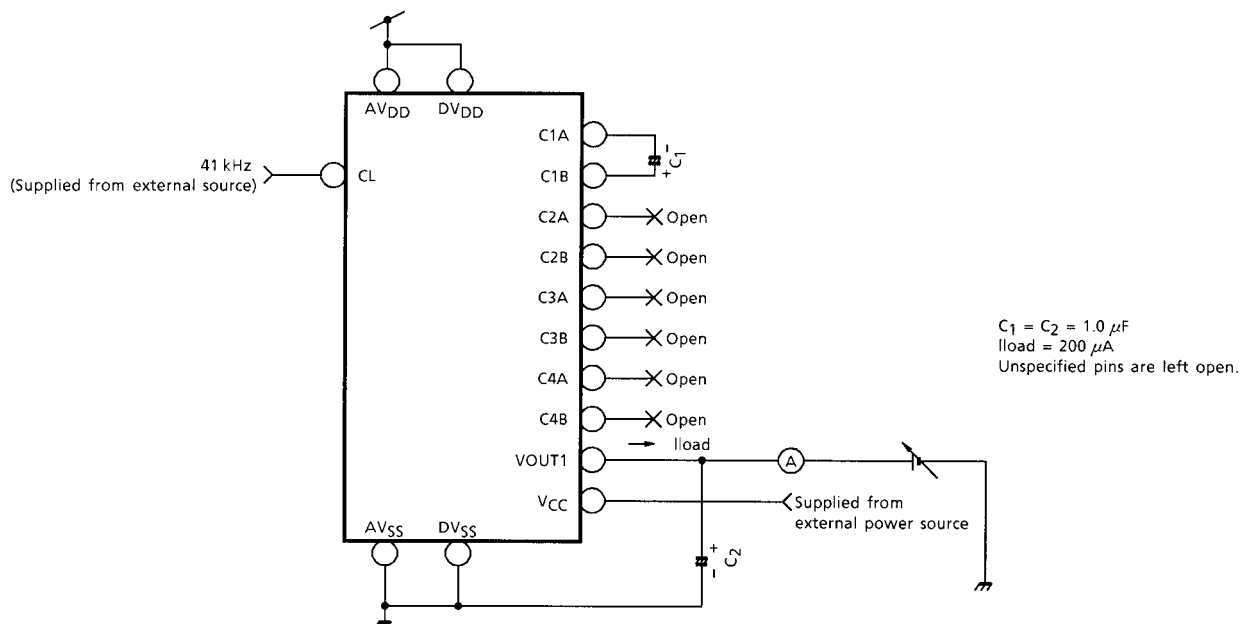 AVDD DVDD
41 kHz
(Supplied from external source)
CL
C1A
C1B
- + C1
C2A Open
C2B Open
C3A Open
C3B Open
C4A Open
C4B Open
Iload
VOUT1
A
VCC
Supplied from
external power source
AVSS DVSS
+ - C2
C1 = C2 = 1.0 μF
Iload = 200 μA
Unspecified pins are left open.